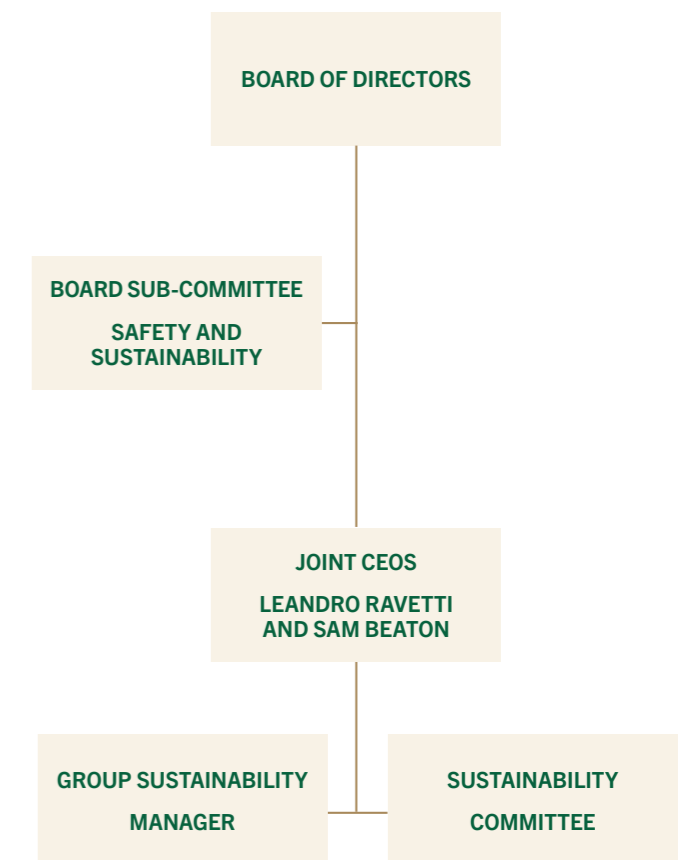 BOARD OF DIRECTORS
BOARD SUB-COMMITTEE
SAFETY AND
SUSTAINABILITY
JOINT CEOS
LEANDRO RAVETTI
AND SAM BEATON
GROUP SUSTAINABILITY
MANAGER
SUSTAINABILITY
COMMITTEE